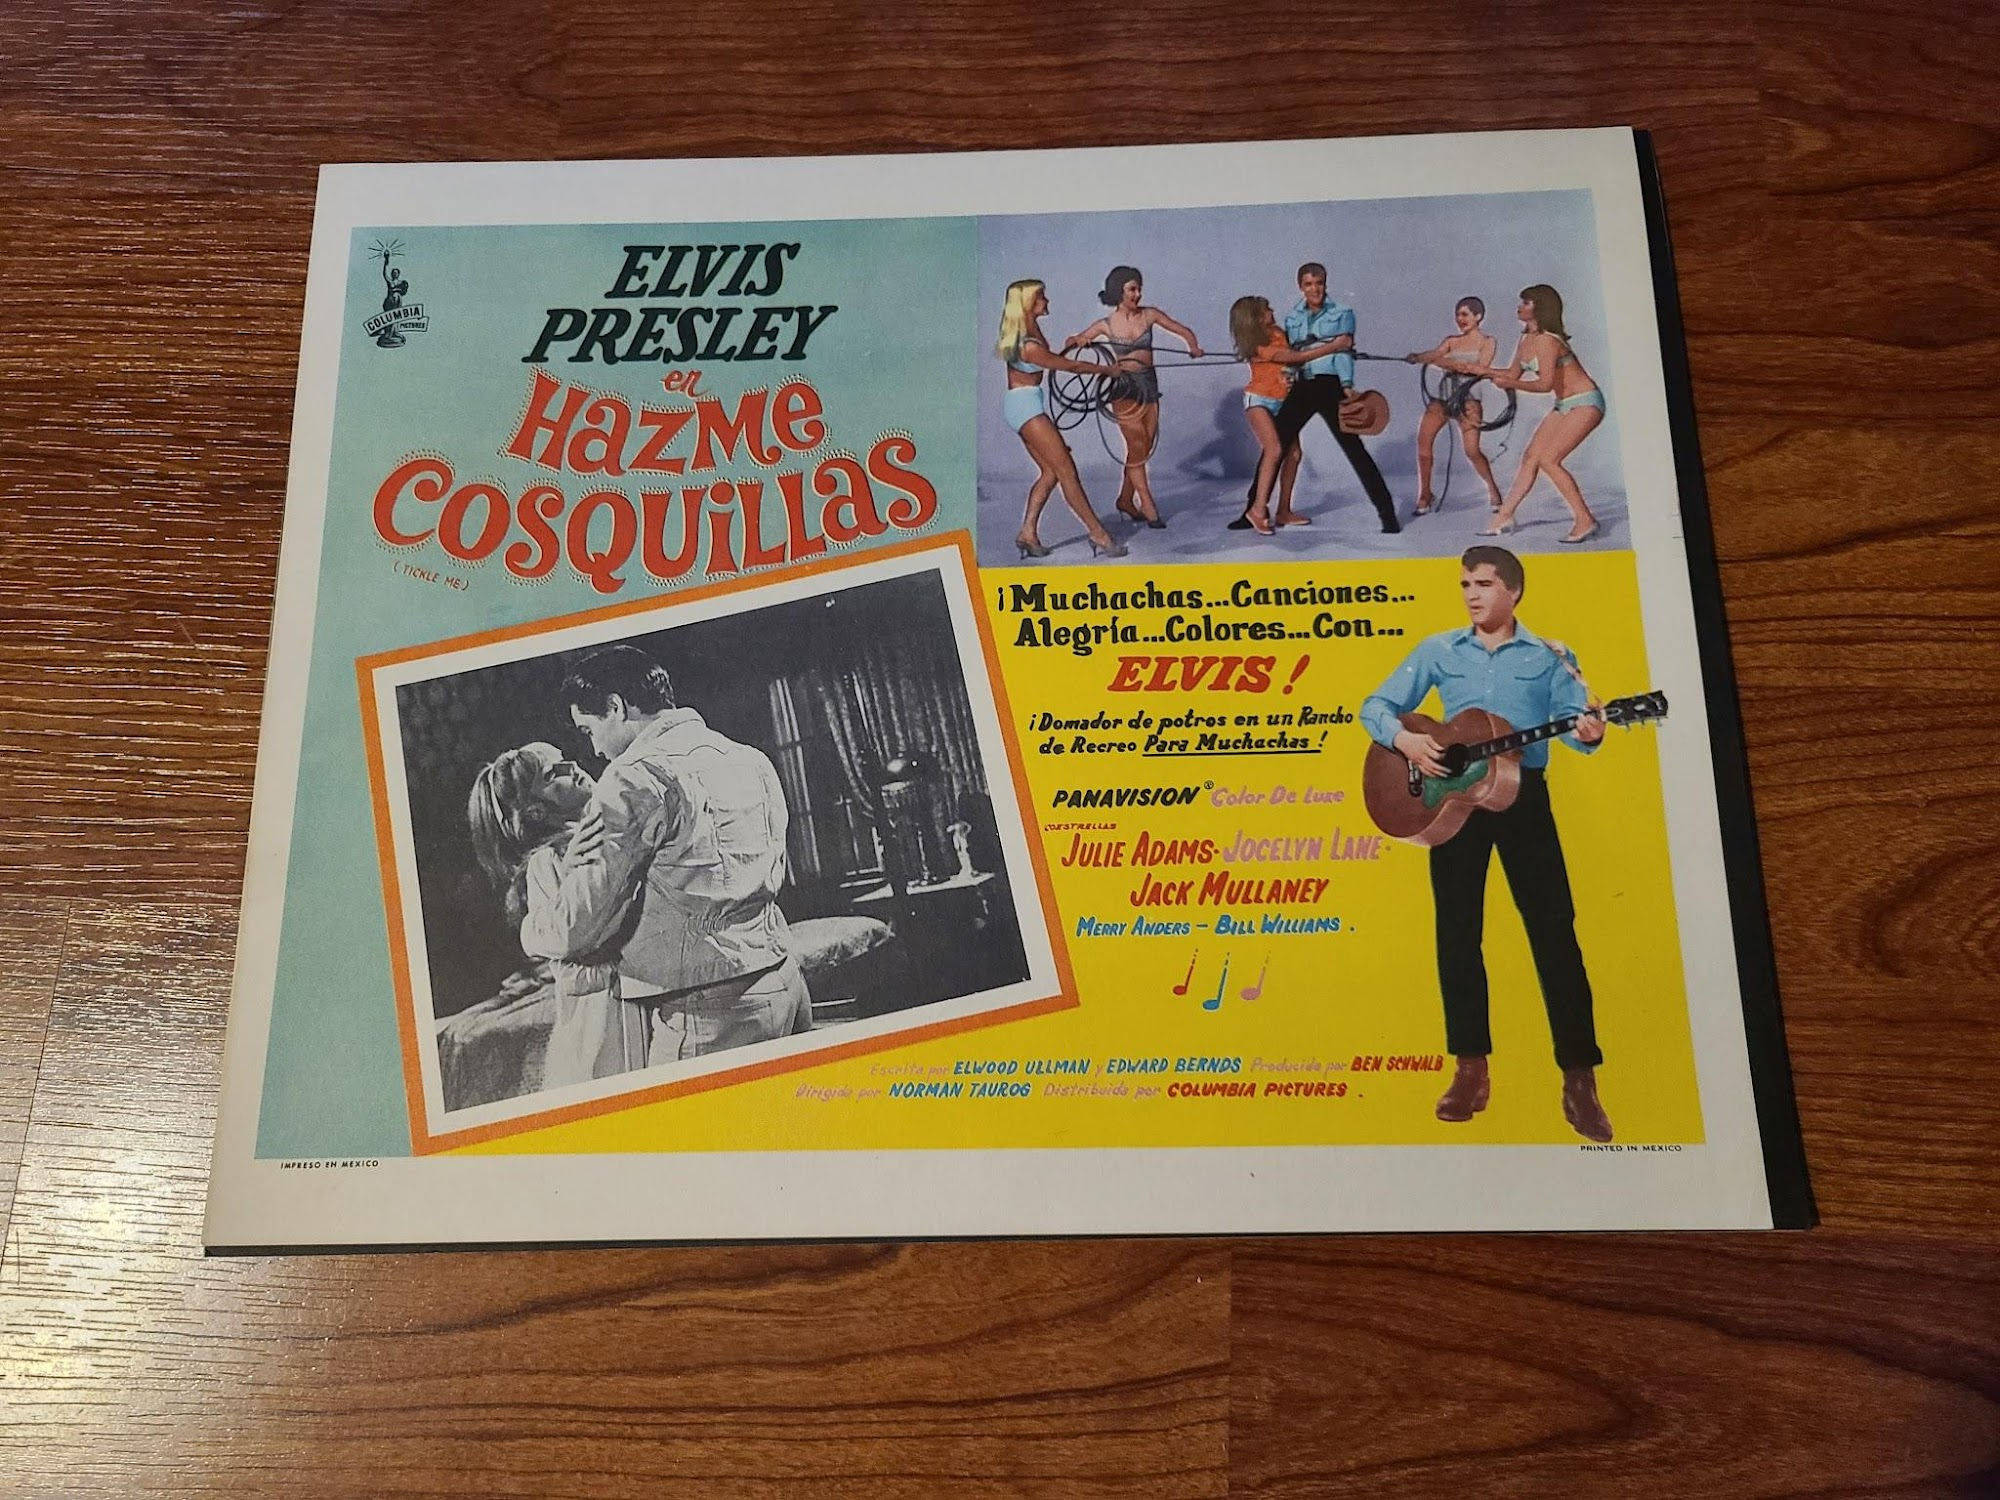 COLUMBIA
PICTURES
ELVIS
PRESLEY
en
HAZME
COSQUILLAS
(TICKLE ME)
¡Muchachas...Canciones...
Alegría...Colores...Con...
ELVIS!
¡Domador de potros en un Rancho
de Recreo Para Muchachas!
PANAVISION® Color De Luxe
COESTRELLAS
JULIE ADAMS· JOCELYN LANE·
JACK MULLANEY
MERRY ANDERS – BILL WILLIAMS.
Escrita por ELWOOD ULLMAN y EDWARD BERNDS Producida por BEN SCHWALB
Dirigida por NORMAN TAUROG Distribuida por COLUMBIA PICTURES.
IMPRESO EN MEXICO
PRINTED IN MEXICO